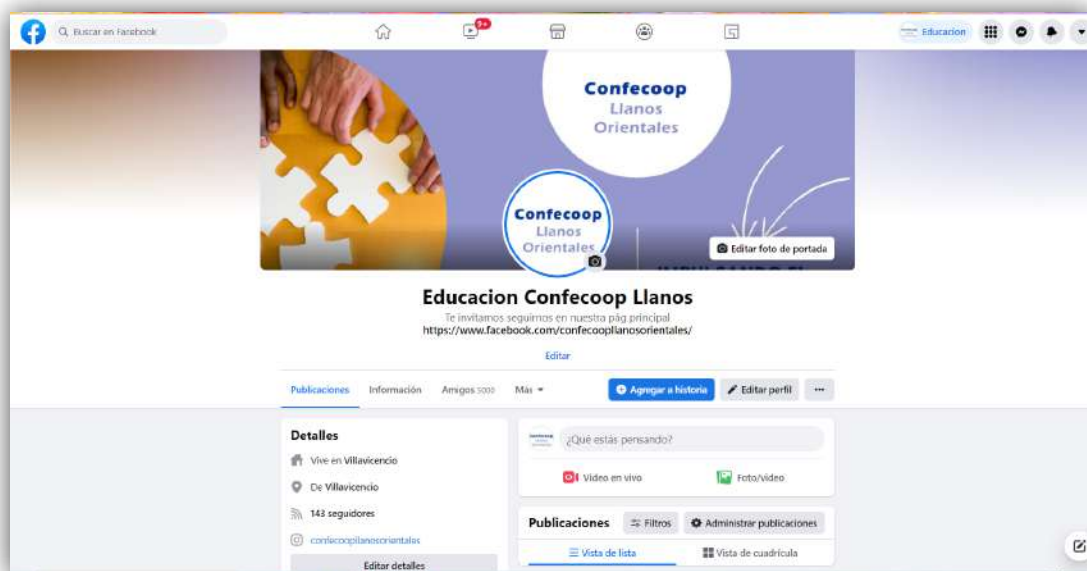 Buscar en Facebook
9+
Educacion
Confecoop
Llanos
Orientales
Confecoop
Llanos
Orientales
Editar foto de portada
Educacion Confecoop Llanos
Te invitamos seguirnos en nuestra pág principal
https://www.facebook.com/confecoopllanosorientales/
Editar
Publicaciones Información Amigos 5000 Más
Agregar a historia Editar perfil ...
Detalles
Vive en Villavicencio
De Villavicencio
143 seguidores
confecoopllanosorientales
Editar detalles
¿Qué estás pensando?
Video en vivo Foto/video
Publicaciones Filtros Administrar publicaciones
Vista de lista Vista de cuadrícula